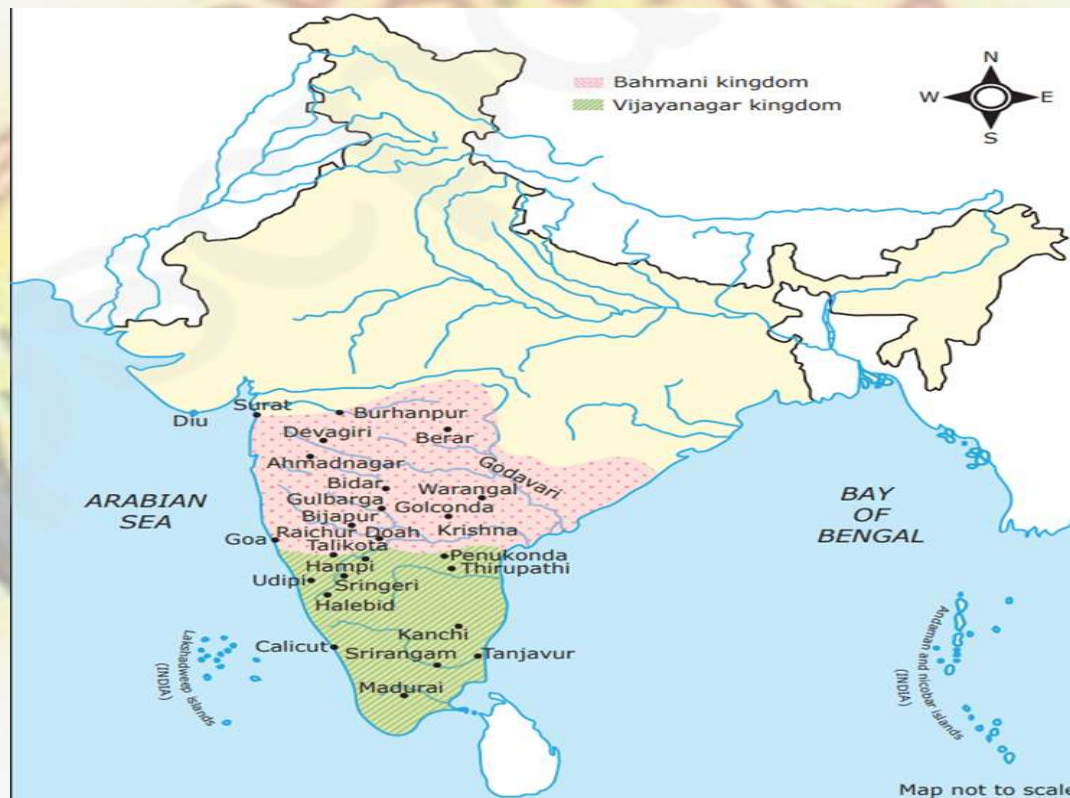 Bahmani kingdom
Vijayanagar kingdom
N
W
E
S
Surat
Diu
Burhanpur
Devagiri
Berar
Ahmadnagar
Godavari
Bidar
Warangal
Gulbarga
Golconda
Bijapur
Krishna
Raichur Doah
Goa
Talikota
Penukonda
Hampi
Thirupathi
Udipi
Sringeri
Halebid
Kanchi
Calicut
Srirangam
Tanjavur
Madurai
ARABIAN
SEA
BAY
OF
BENGAL
Lakshadweep islands
(INDIA)
Andaman and nicobar islands
(INDIA)
Map not to scale